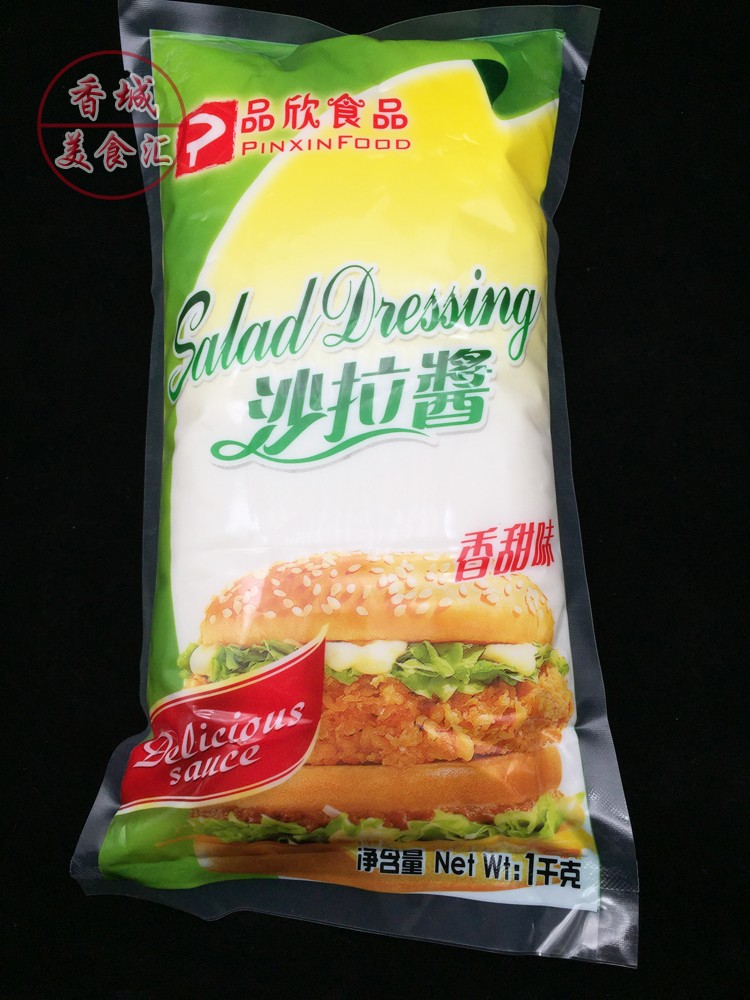 香城
美食汇
品欣食品
PINXINFOOD
Salad Dressing
沙拉醬
香甜味
Delicious
sauce
净含量 Net Wt:1千克